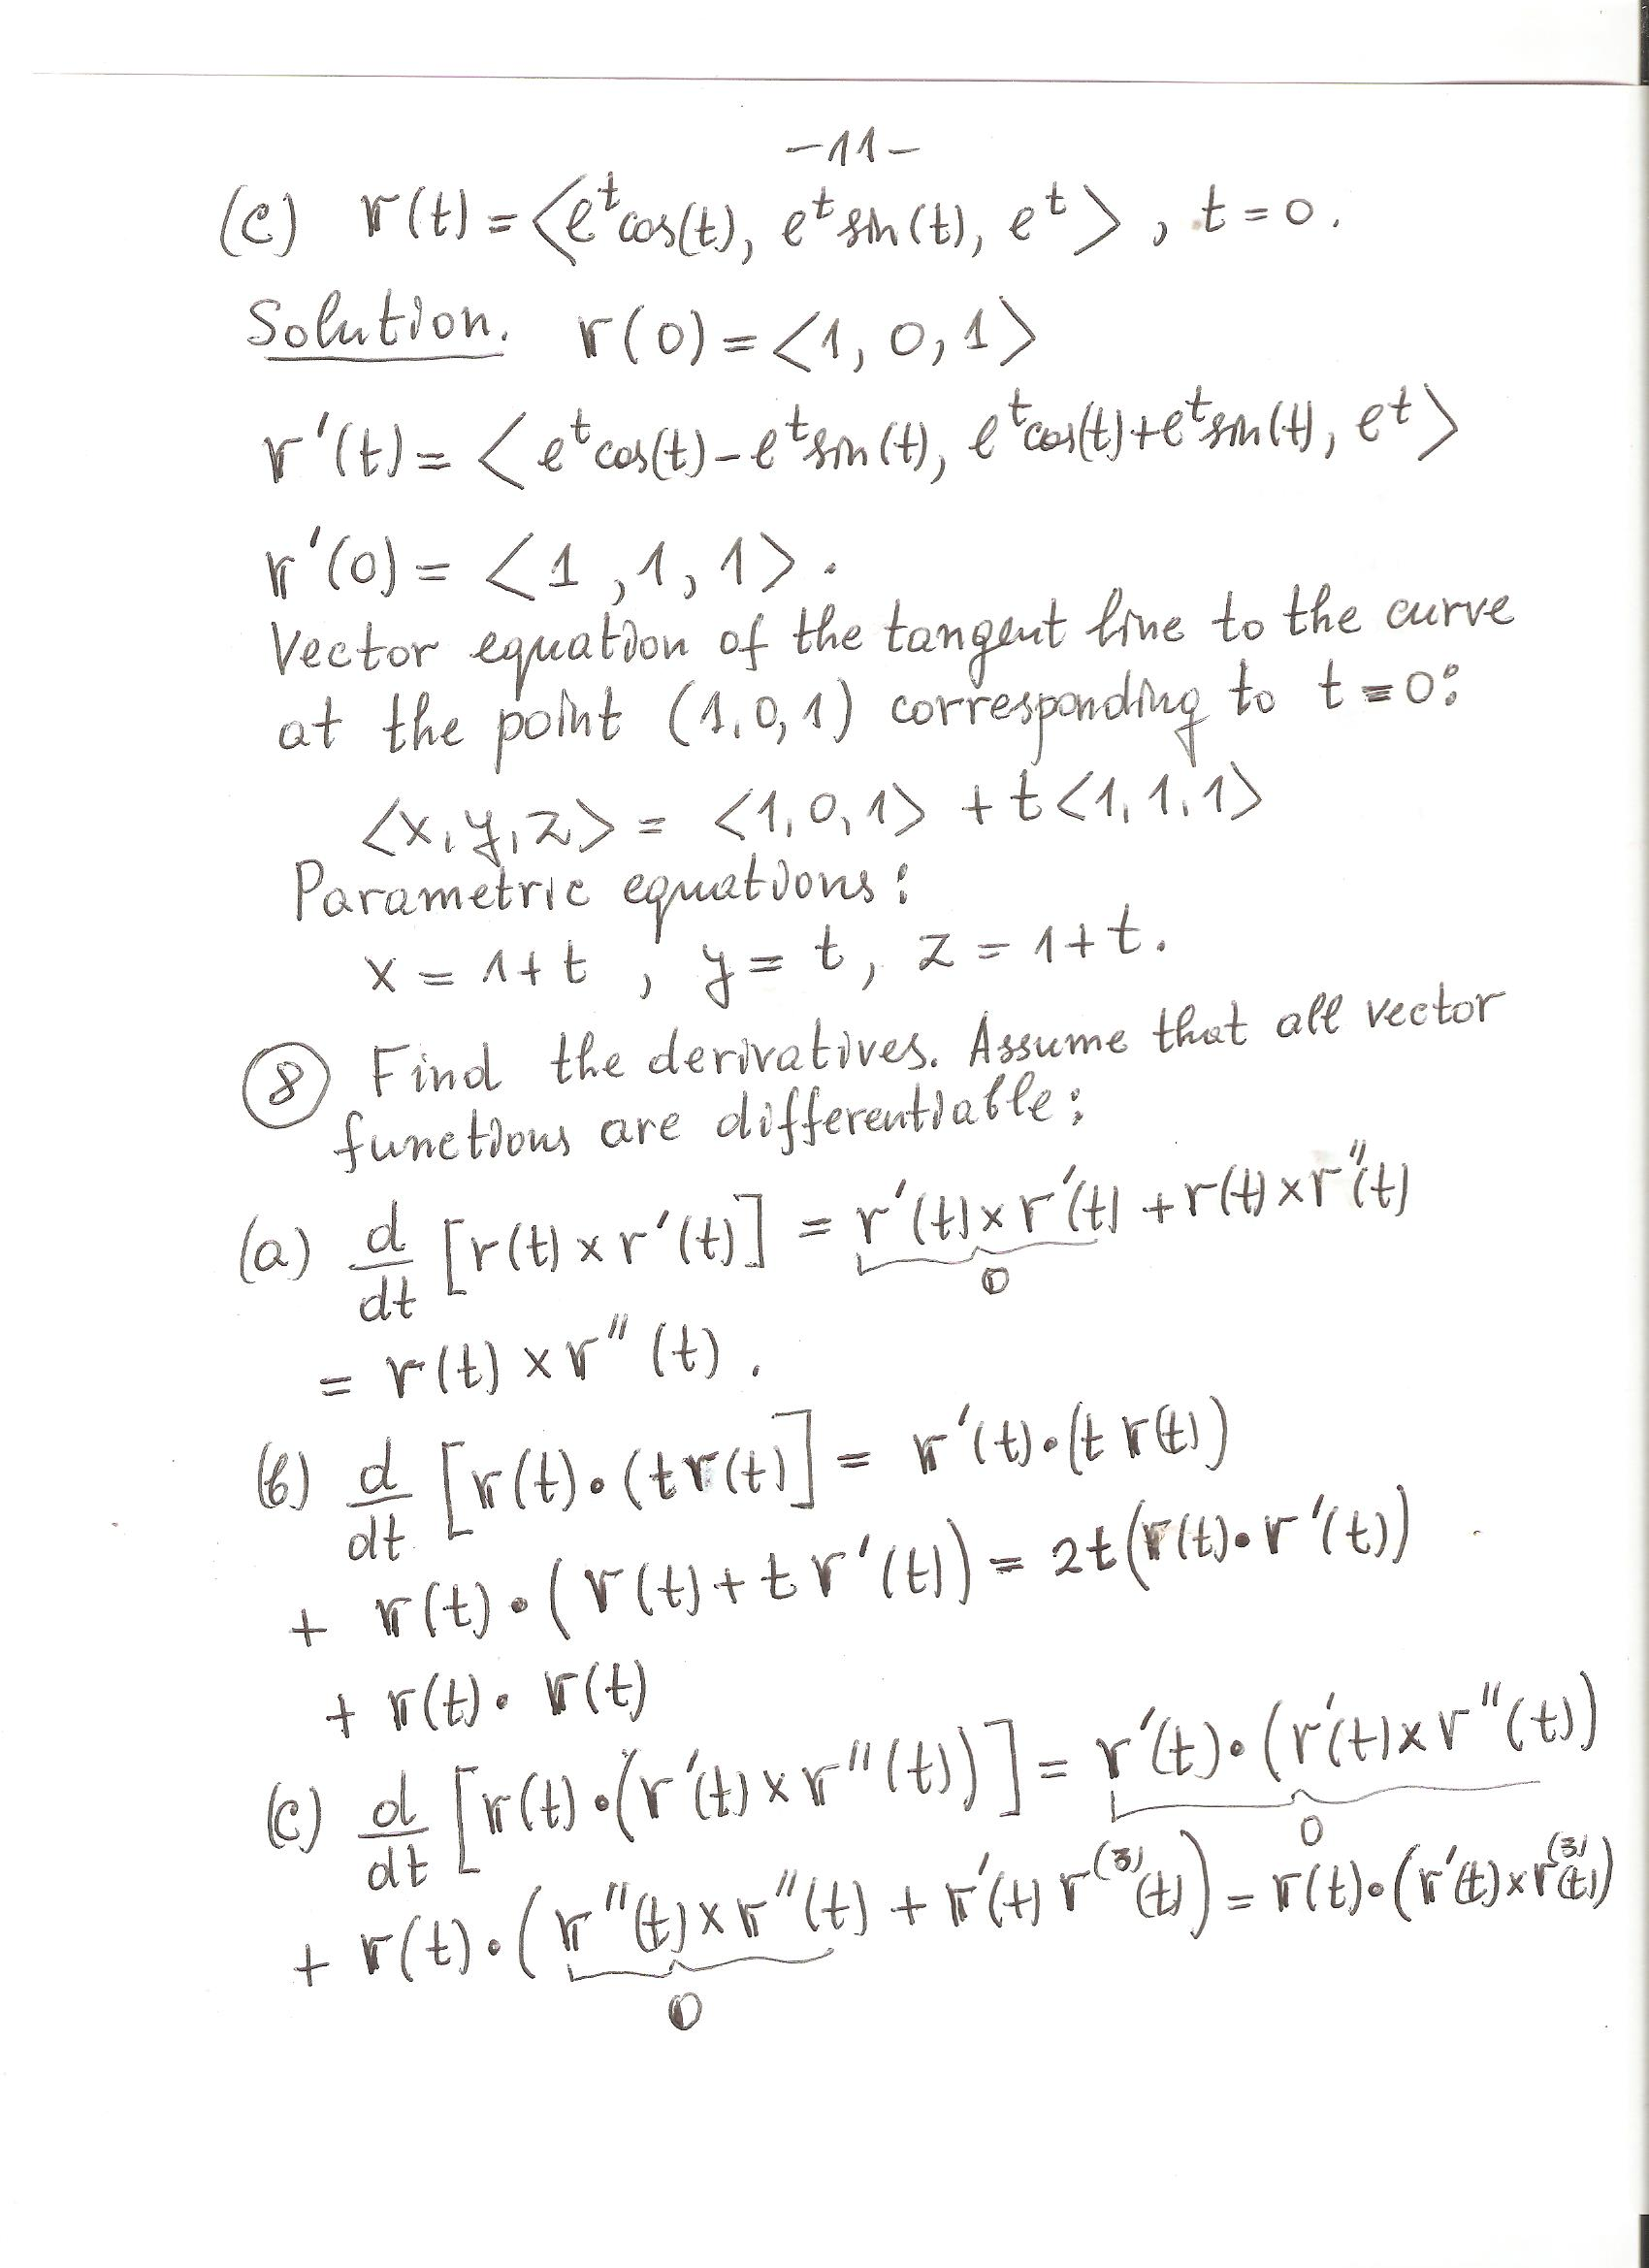 -11-
(c) r(t) = <e^t cos(t), e^t sin(t), e^t>, t=0.
Solution. r(0) = <1, 0, 1>
r'(t) = <e^t cos(t) - e^t sin(t), e^t cos(t) + e^t sin(t), e^t>
r'(0) = <1, 1, 1>.
Vector equation of the tangent line to the curve
at the point (1, 0, 1) corresponding to t=0:
<x, y, z> = <1, 0, 1> + t<1, 1, 1>
Parametric equations:
x = 1+t, y = t, z = 1+t.
⑧ Find the derivatives. Assume that all vector
functions are differentiable:
(a) d/dt [r(t) × r'(t)] = r'(t) × r'(t) + r(t) × r''(t)
0
= r(t) × r''(t).
(b) d/dt [r(t)•(t r(t)] = r'(t)•(t r(t))
+ r(t)•(r(t) + t r'(t)) = 2t(r(t)•r'(t))
+ r(t)•r(t)
(c) d/dt [r(t)•(r'(t) × r''(t))] = r'(t)•(r'(t) × r''(t))
0
+ r(t)•(r''(t) × r''(t) + r'(t) r^(3)(t)) = r(t)•(r'(t) × r^(3)(t))
0